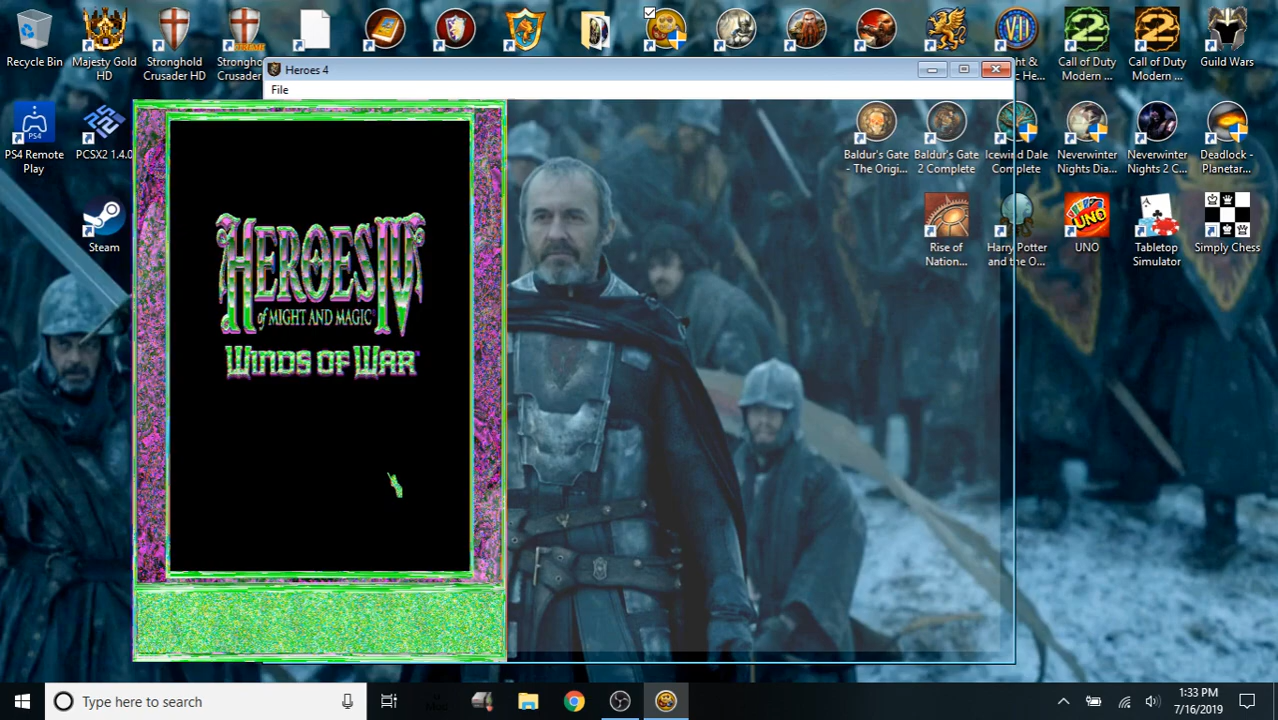 Recycle Bin
Majesty Gold
HD
Stronghold
Crusader HD
Stronghold
Crusader
Heroes 4
File
ht &
c He...
Call of Duty
Modern ...
Call of Duty
Modern ...
Guild Wars
PS4 Remote
Play
PCSX2 1.4.0
Baldur's Gate
- The Origi...
Baldur's Gate
2 Complete
Icewind Dale
Complete
Neverwinter
Nights Dia...
Neverwinter
Nights 2 C...
Deadlock -
Planetar...
Steam
Rise of
Nation...
Harry Potter
and the O...
UNO
Tabletop
Simulator
Simply Chess
HEROES IV
of MIGHT AND MAGIC
WINDS OF WAR
Type here to search
1:33 PM
7/16/2019